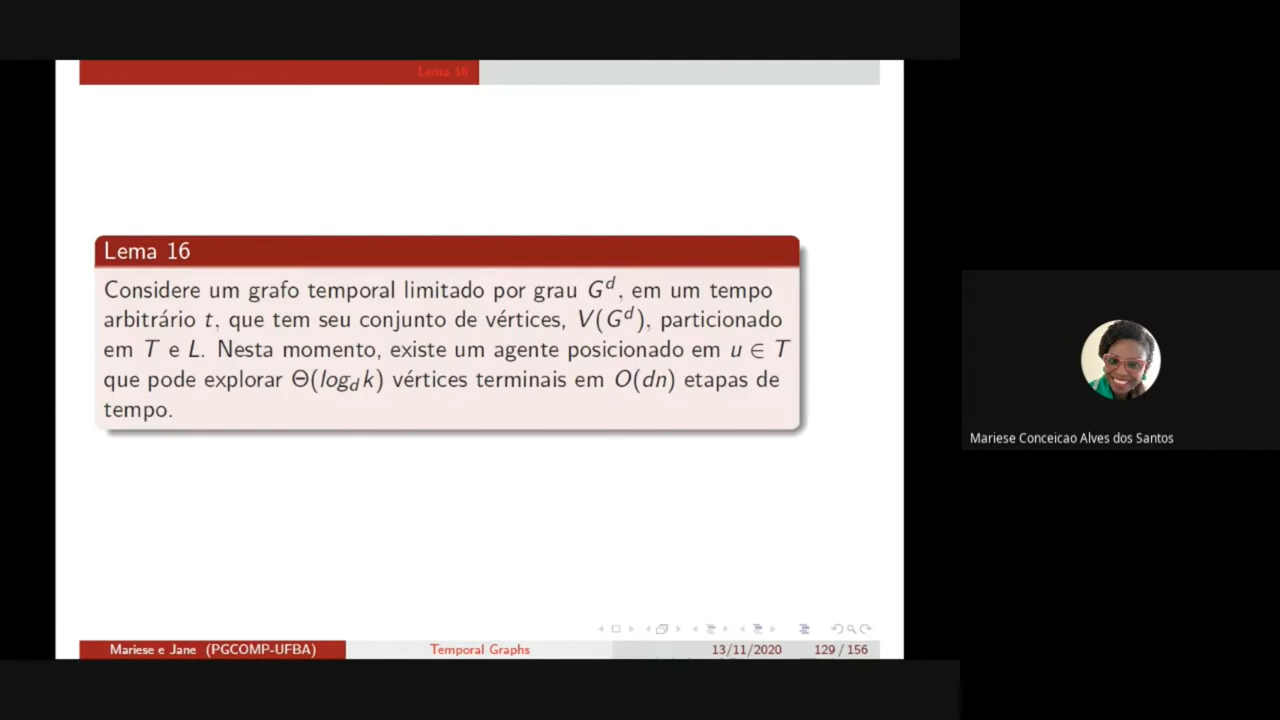 Lema 16
Lema 16
Considere um grafo temporal limitado por grau Gᵈ, em um tempo
arbitrário t, que tem seu conjunto de vértices, V(Gᵈ), particionado
em T e L. Nesta momento, existe um agente posicionado em u ∈ T
que pode explorar Θ(log_d k) vértices terminais em O(dn) etapas de
tempo.
Mariese Conceicao Alves dos Santos
Mariese e Jane (PGCOMP-UFBA) Temporal Graphs 13/11/2020 129 / 156